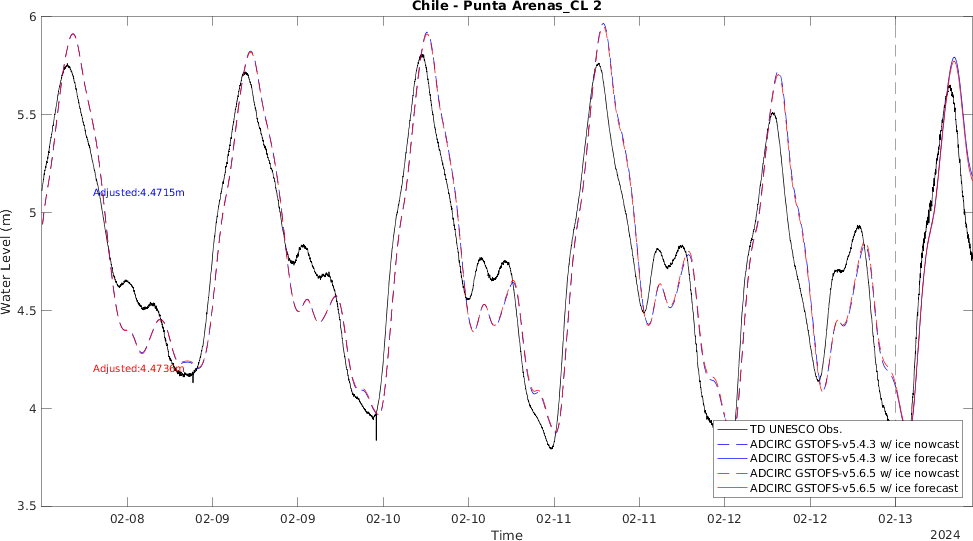 Chile - Punta Arenas_CL 2
6
5.5
5
4.5
4
3.5
Water Level (m)
Adjusted:4.4715m
Adjusted:4.4736m
TD UNESCO Obs.
ADCIRC GSTOFS-v5.4.3 w/ ice nowcast
ADCIRC GSTOFS-v5.4.3 w/ ice forecast
ADCIRC GSTOFS-v5.6.5 w/ ice nowcast
ADCIRC GSTOFS-v5.6.5 w/ ice forecast
02-08
02-09
02-09
02-10
02-10
02-11
02-11
02-12
02-12
02-13
Time
2024